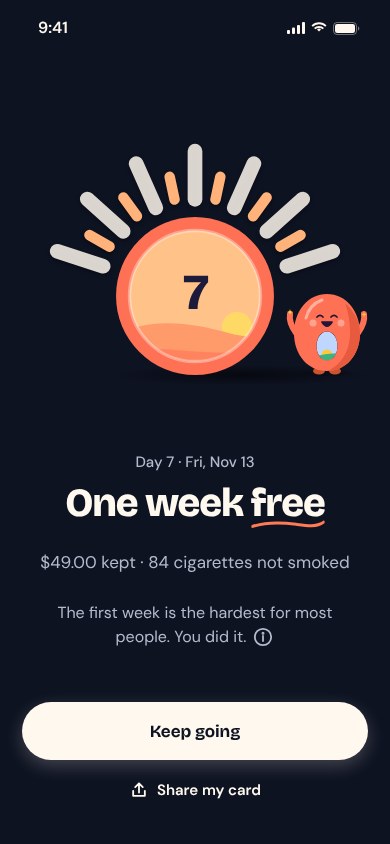 9:41
7
Day 7 · Fri, Nov 13
One week free
$49.00 kept · 84 cigarettes not smoked
The first week is the hardest for most
people. You did it.
Keep going
Share my card